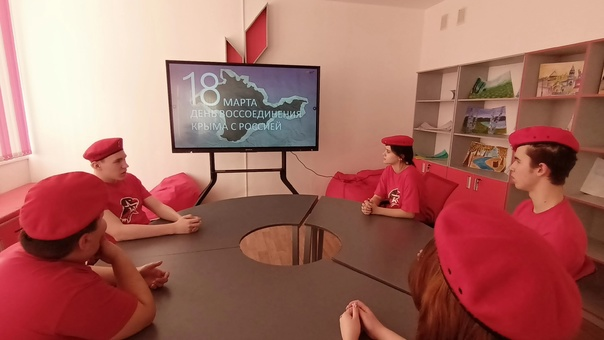 18 МАРТА
ДЕНЬ ВОССОЕДИНЕНИЯ
КРЫМА С РОССИЕЙ